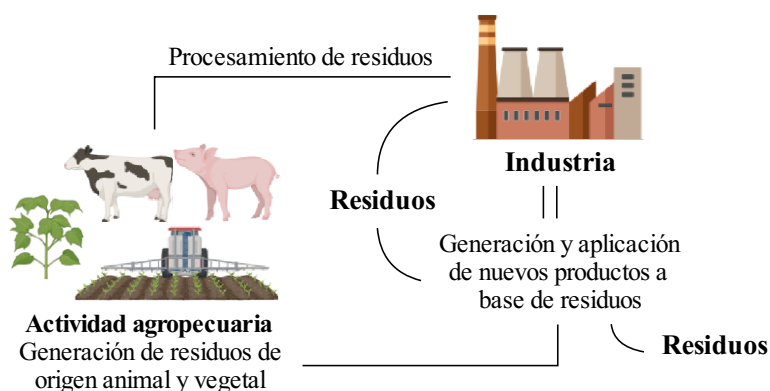 Procesamiento de residuos
Industria
Residuos
Generación y aplicación
de nuevos productos a
base de residuos
Residuos
Actividad agropecuaria
Generación de residuos de
origen animal y vegetal